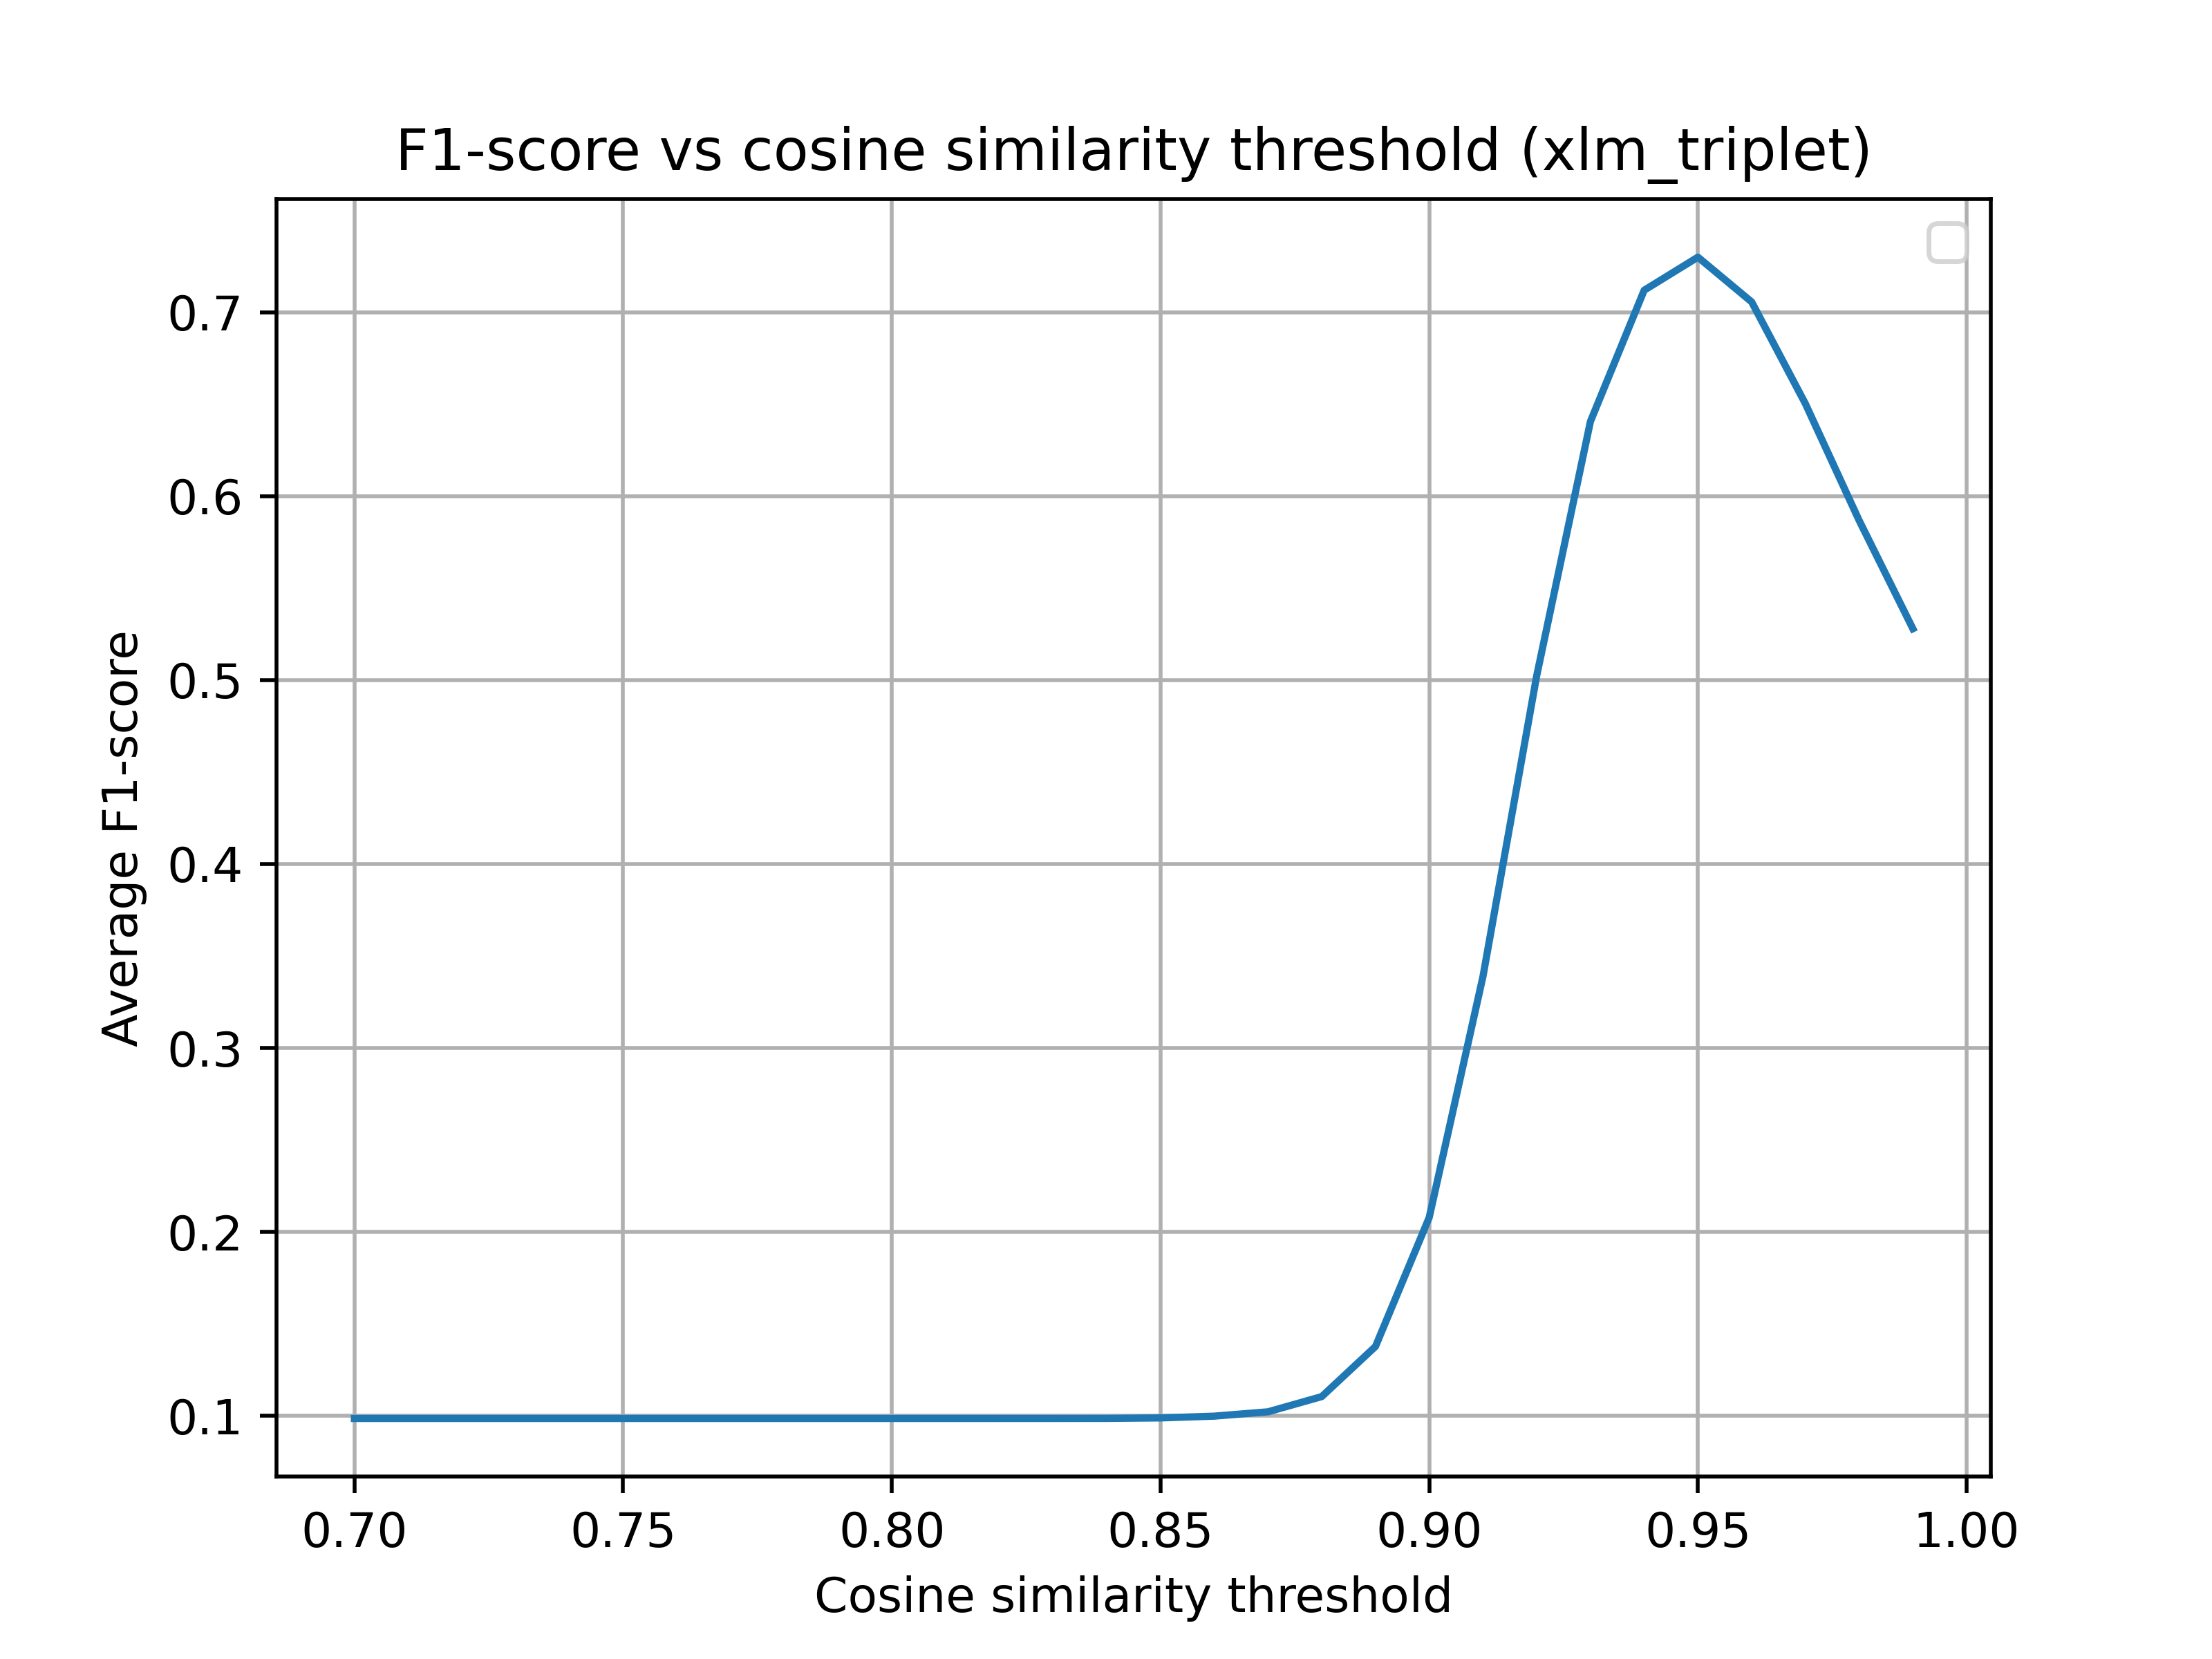 F1-score vs cosine similarity threshold (xlm_triplet)
Average F1-score
0.7
0.6
0.5
0.4
0.3
0.2
0.1
0.70 0.75 0.80 0.85 0.90 0.95 1.00
Cosine similarity threshold